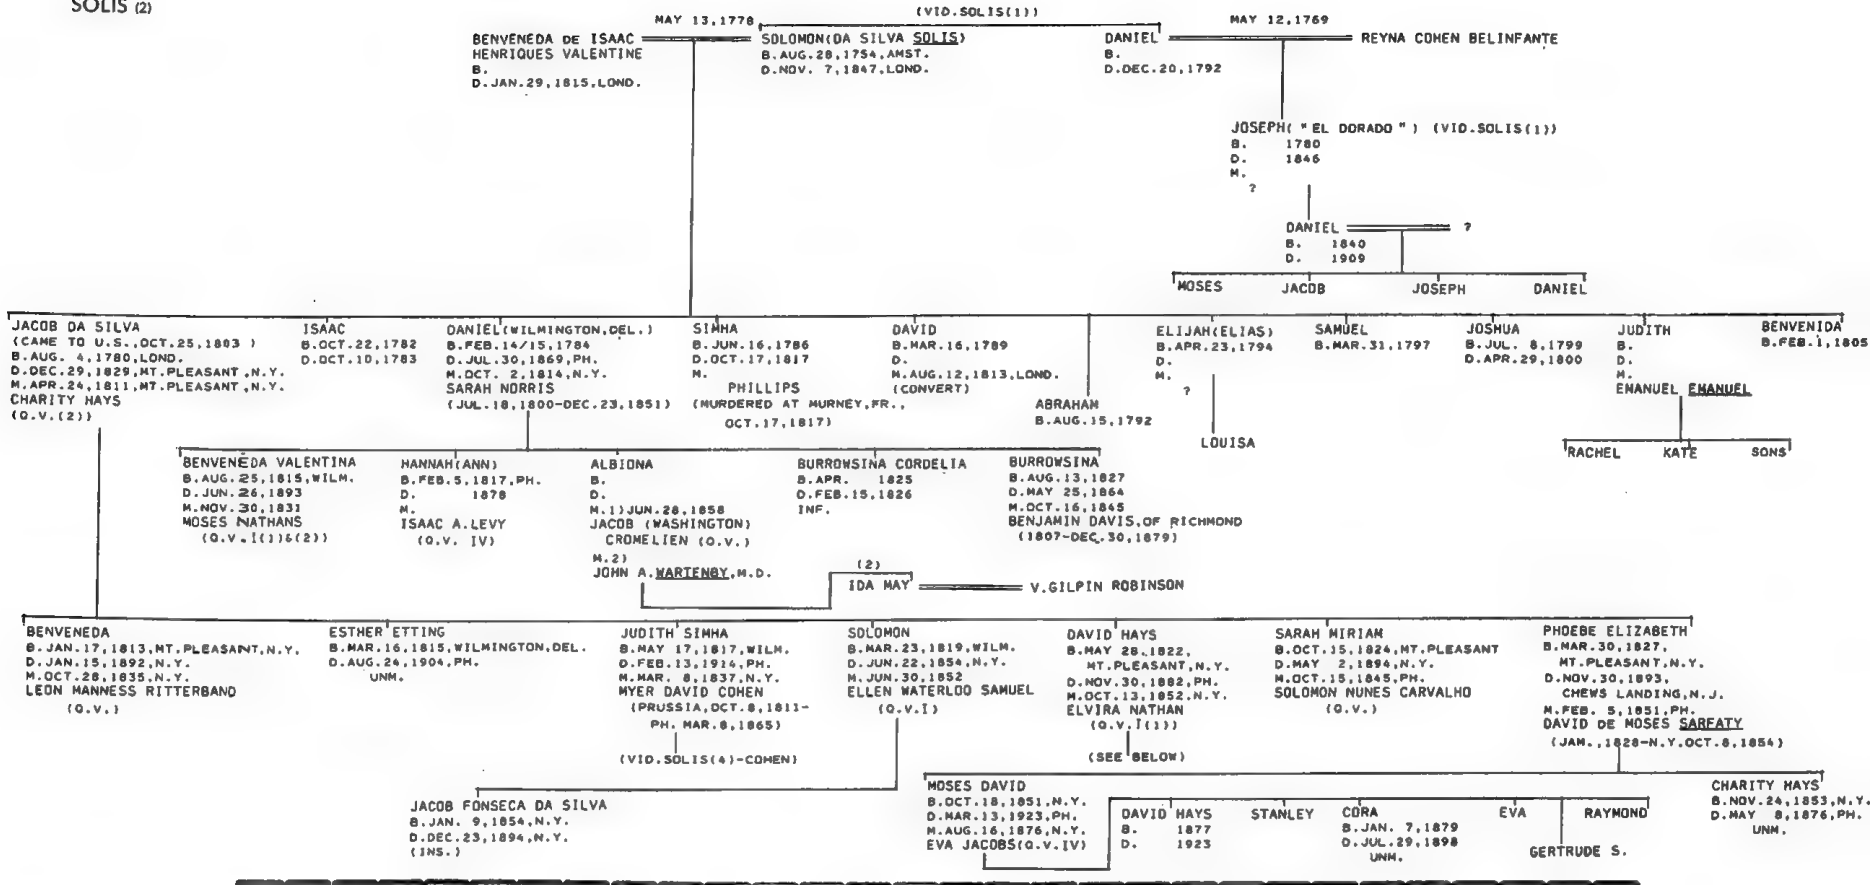 SOLIS (2)
(VID.SOLIS(1))
MAY 13,1778
MAY 12,1769
BENVENEDA DE ISAAC
HENRIQUES VALENTINE
B.
D.JAN.29,1815,LOND.
SOLOMON(DA SILVA SOLIS)
B.AUG.28,1754,AMST.
D.NOV. 7,1847,LOND.
DANIEL
B.
D.DEC.20,1792
REYNA COHEN BELINFANTE
JOSEPH( "EL DORADO" ) (VID.SOLIS(1))
B. 1780
D. 1846
M.
?
DANIEL
B. 1840
D. 1909
?
MOSES JACOB JOSEPH DANIEL
JACOB DA SILVA
(CAME TO U.S.,OCT.25,1803 )
B.AUG. 4,1780,LOND.
D.DEC.29,1829,MT.PLEASANT,N.Y.
M.APR.24,1811,MT.PLEASANT,N.Y.
CHARITY HAYS
(Q.V.(2))
ISAAC
B.OCT.22,1782
D.OCT.10,1783
DANIEL(WILMINGTON,DEL.)
B.FEB.14/15,1784
D.JUL.30,1869,PH.
M.OCT. 2,1814,N.Y.
SARAH NORRIS
(JUL.18,1800-DEC.23,1851)
SIMHA
B.JUN.16,1786
D.OCT.17,1817
M.
PHILLIPS
(MURDERED AT MURNEY,FR.,
OCT.17,1817)
DAVID
B.MAR.16,1789
D.
M.AUG.12,1813,LOND.
(CONVERT)
ABRAHAM
B.AUG.15,1792
ELIJAH(ELIAS)
B.APR.23,1794
D.
M.
?
LOUISA
SAMUEL
B.MAR.31,1797
JOSHUA
B.JUL. 8,1799
D.APR.29,1800
JUDITH
B.
D.
M.
EMANUEL EMANUEL
BENVENIDA
B.FEB.1,1805
RACHEL KATE SONS
BENVENEDA VALENTINA
B.AUG.25,1815,WILM.
D.JUN.26,1893
M.NOV.30,1831
MOSES NATHANS
(Q.V.I(1)&(2))
HANNAH(ANN)
B.FEB.5,1817,PH.
D. 1878
M.
ISAAC A.LEVY
(Q.V. IV)
ALBIONA
B.
D.
M.1)JUN.28,1858
JACOB (WASHINGTON)
CROMELIEN (Q.V.)
M.2)
JOHN A.WARTENBY,M.D.
BURROWSINA CORDELIA
B.APR. 1825
D.FEB.15,1826
INF.
BURROWSINA
B.AUG.13,1827
D.MAY 25,1864
M.OCT.16,1845
BENJAMIN DAVIS,OF RICHMOND
(1807-DEC.30,1879)
(2)
IDA MAY
V.GILPIN ROBINSON
BENVENEDA
B.JAN.17,1813,MT.PLEASANT,N.Y.
D.JAN.15,1892,N.Y.
M.OCT.28,1835,N.Y.
LEON MANNESS RITTERBAND
(Q.V.)
ESTHER ETTING
B.MAR.16,1815,WILMINGTON,DEL.
D.AUG.24,1904,PH.
UNM.
JUDITH SIMHA
B.MAY 17,1817,WILM.
D.FEB.13,1914,PH.
M.MAR. 8,1837,N.Y.
MYER DAVID COHEN
(PRUSSIA,OCT.8,1811-
PH. MAR.8,1865)
(VID.SOLIS(4)-COHEN)
SOLOMON
B.MAR.23,1819,WILM.
D.JUN.22,1854,N.Y.
M.JUN.30,1852
ELLEN WATERLOO SAMUEL
(Q.V.I)
DAVID HAYS
B.MAY 28,1822,
MT.PLEASANT,N.Y.
D.NOV.30,1882,PH.
M.OCT.13,1852,N.Y.
ELVIRA NATHAN
(Q.V.I(1))
(SEE BELOW)
SARAH MIRIAM
B.OCT.15,1824,MT.PLEASANT
D.MAY 2,1894,N.Y.
M.OCT.15,1845,PH.
SOLOMON NUNES CARVALHO
(Q.V.)
PHOEBE ELIZABETH
B.MAR.30,1827,
MT.PLEASANT,N.Y.
D.NOV.30,1893,
CHEWS LANDING,N.J.
M.FEB. 5,1851,PH.
DAVID DE MOSES SARFATY
(JAM.,1828-N.Y.OCT.8,1854)
JACOB FONSECA DA SILVA
B.JAN. 9,1854,N.Y.
D.DEC.23,1894,N.Y.
(INS.)
MOSES DAVID
B.OCT.18,1851,N.Y.
D.MAR.13,1923,PH.
M.AUG.16,1876,N.Y.
EVA JACOBS(Q.V.IV)
DAVID HAYS
B. 1877
D. 1923
STANLEY
CORA
B.JAN. 7,1879
D.JUL.29,1898
UNM.
EVA
GERTRUDE S.
RAYMOND
CHARITY HAYS
B.NOV.24,1853,N.Y.
D.MAY 8,1876,PH.
UNM.